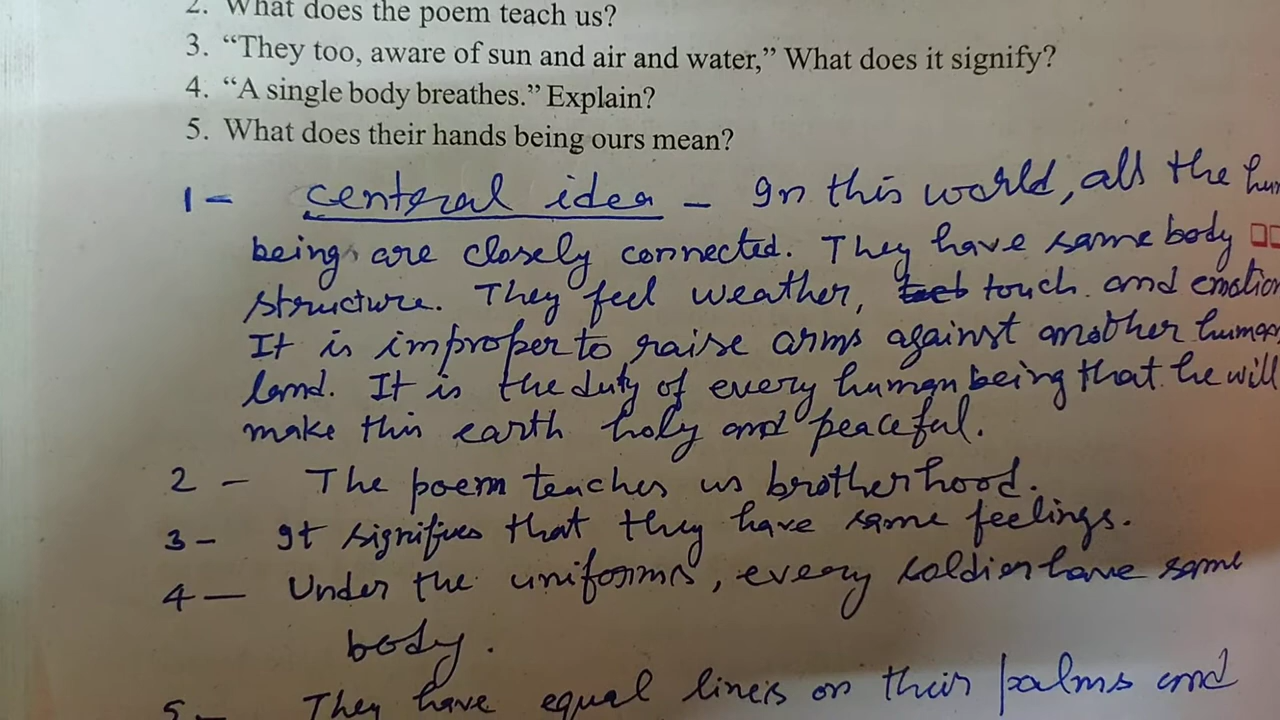 2. What does the poem teach us?
3. “They too, aware of sun and air and water,” What does it signify?
4. “A single body breathes.” Explain?
5. What does their hands being ours mean?
1- centeral idea - In this world, all the hum
being are closely connected. They have same body
structure. They feel weather, touch and emotion
It is improper to raise arms against another human
land. It is the duty of every human being that he will
make this earth holy and peaceful.
2 - The poem teaches us brotherhood.
3 - It signifies that they have same feelings.
4 - Under the uniforms, every soldier have same
body.
5 - They have equal lines on their palms and